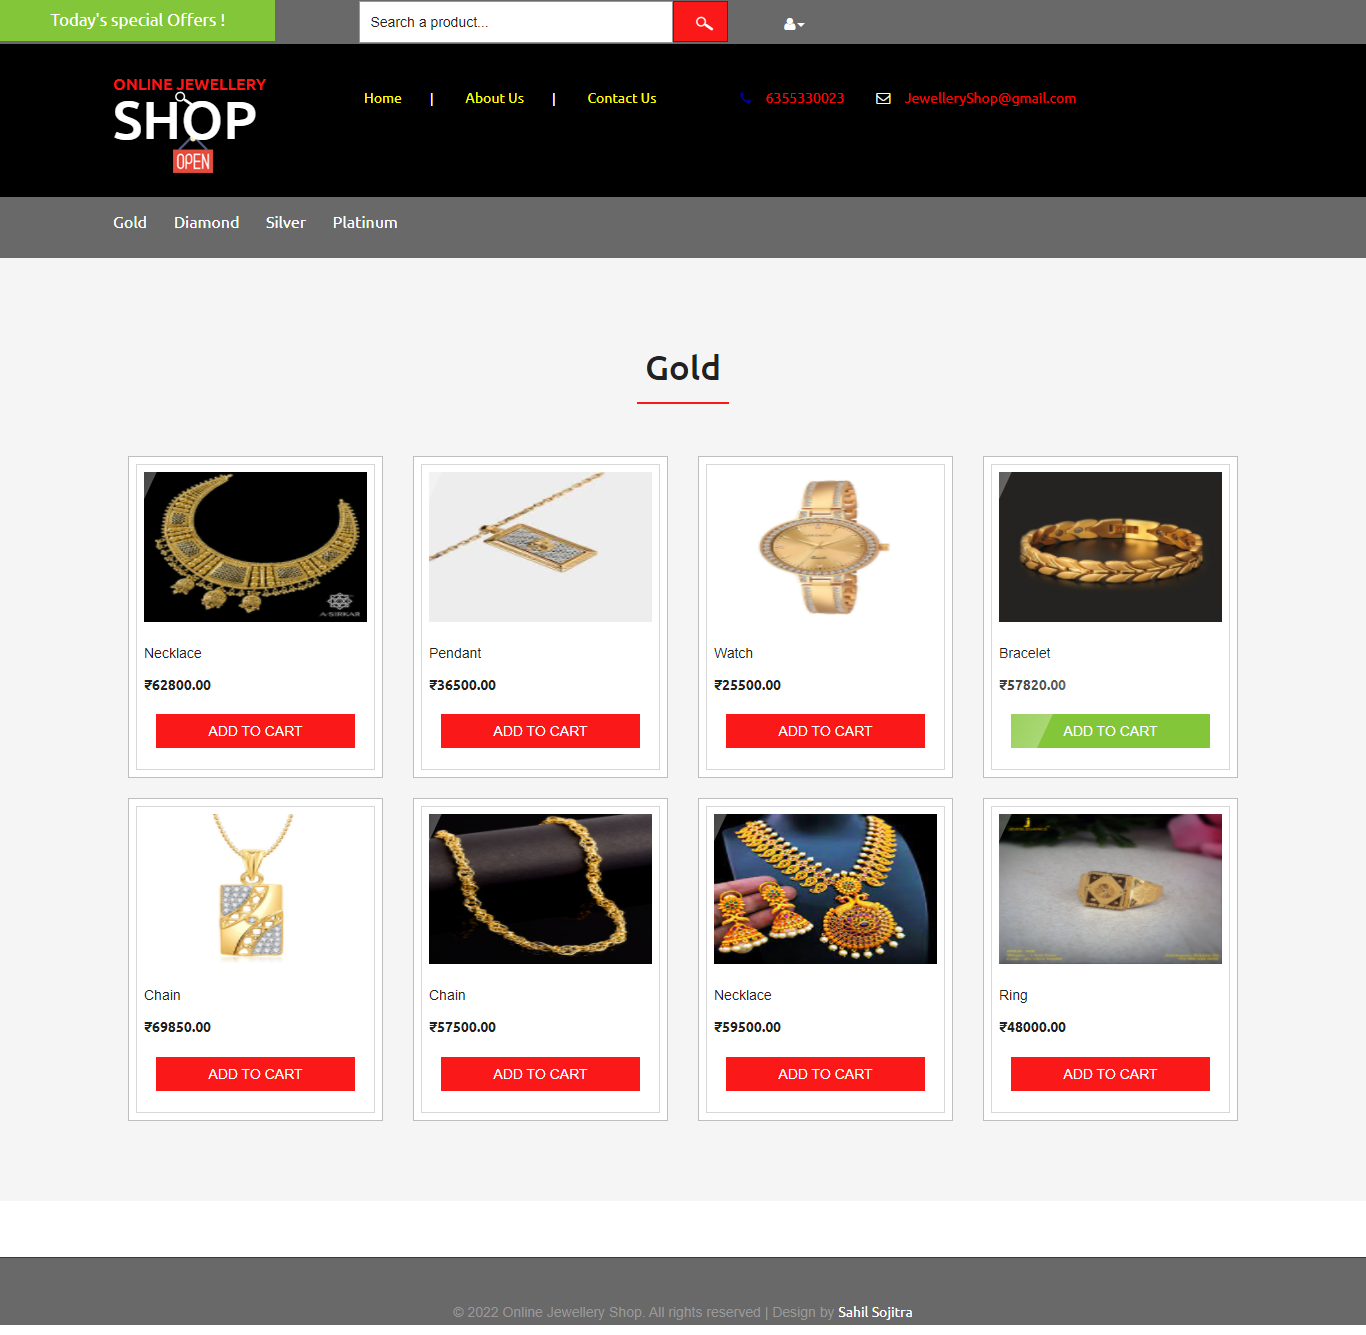 Today's special Offers !
Search a product...
ONLINE JEWELLERY
SHOP
OPEN
Home | About Us | Contact Us
6355330023
JewelleryShop@gmail.com
Gold Diamond Silver Platinum
Gold
A·SIRKAR
Necklace
₹62800.00
ADD TO CART
Pendant
₹36500.00
ADD TO CART
Watch
₹25500.00
ADD TO CART
Bracelet
₹57820.00
ADD TO CART
Chain
₹69850.00
ADD TO CART
Chain
₹57500.00
ADD TO CART
Necklace
₹59500.00
ADD TO CART
Ring
₹48000.00
ADD TO CART
© 2022 Online Jewellery Shop. All rights reserved | Design by Sahil Sojitra